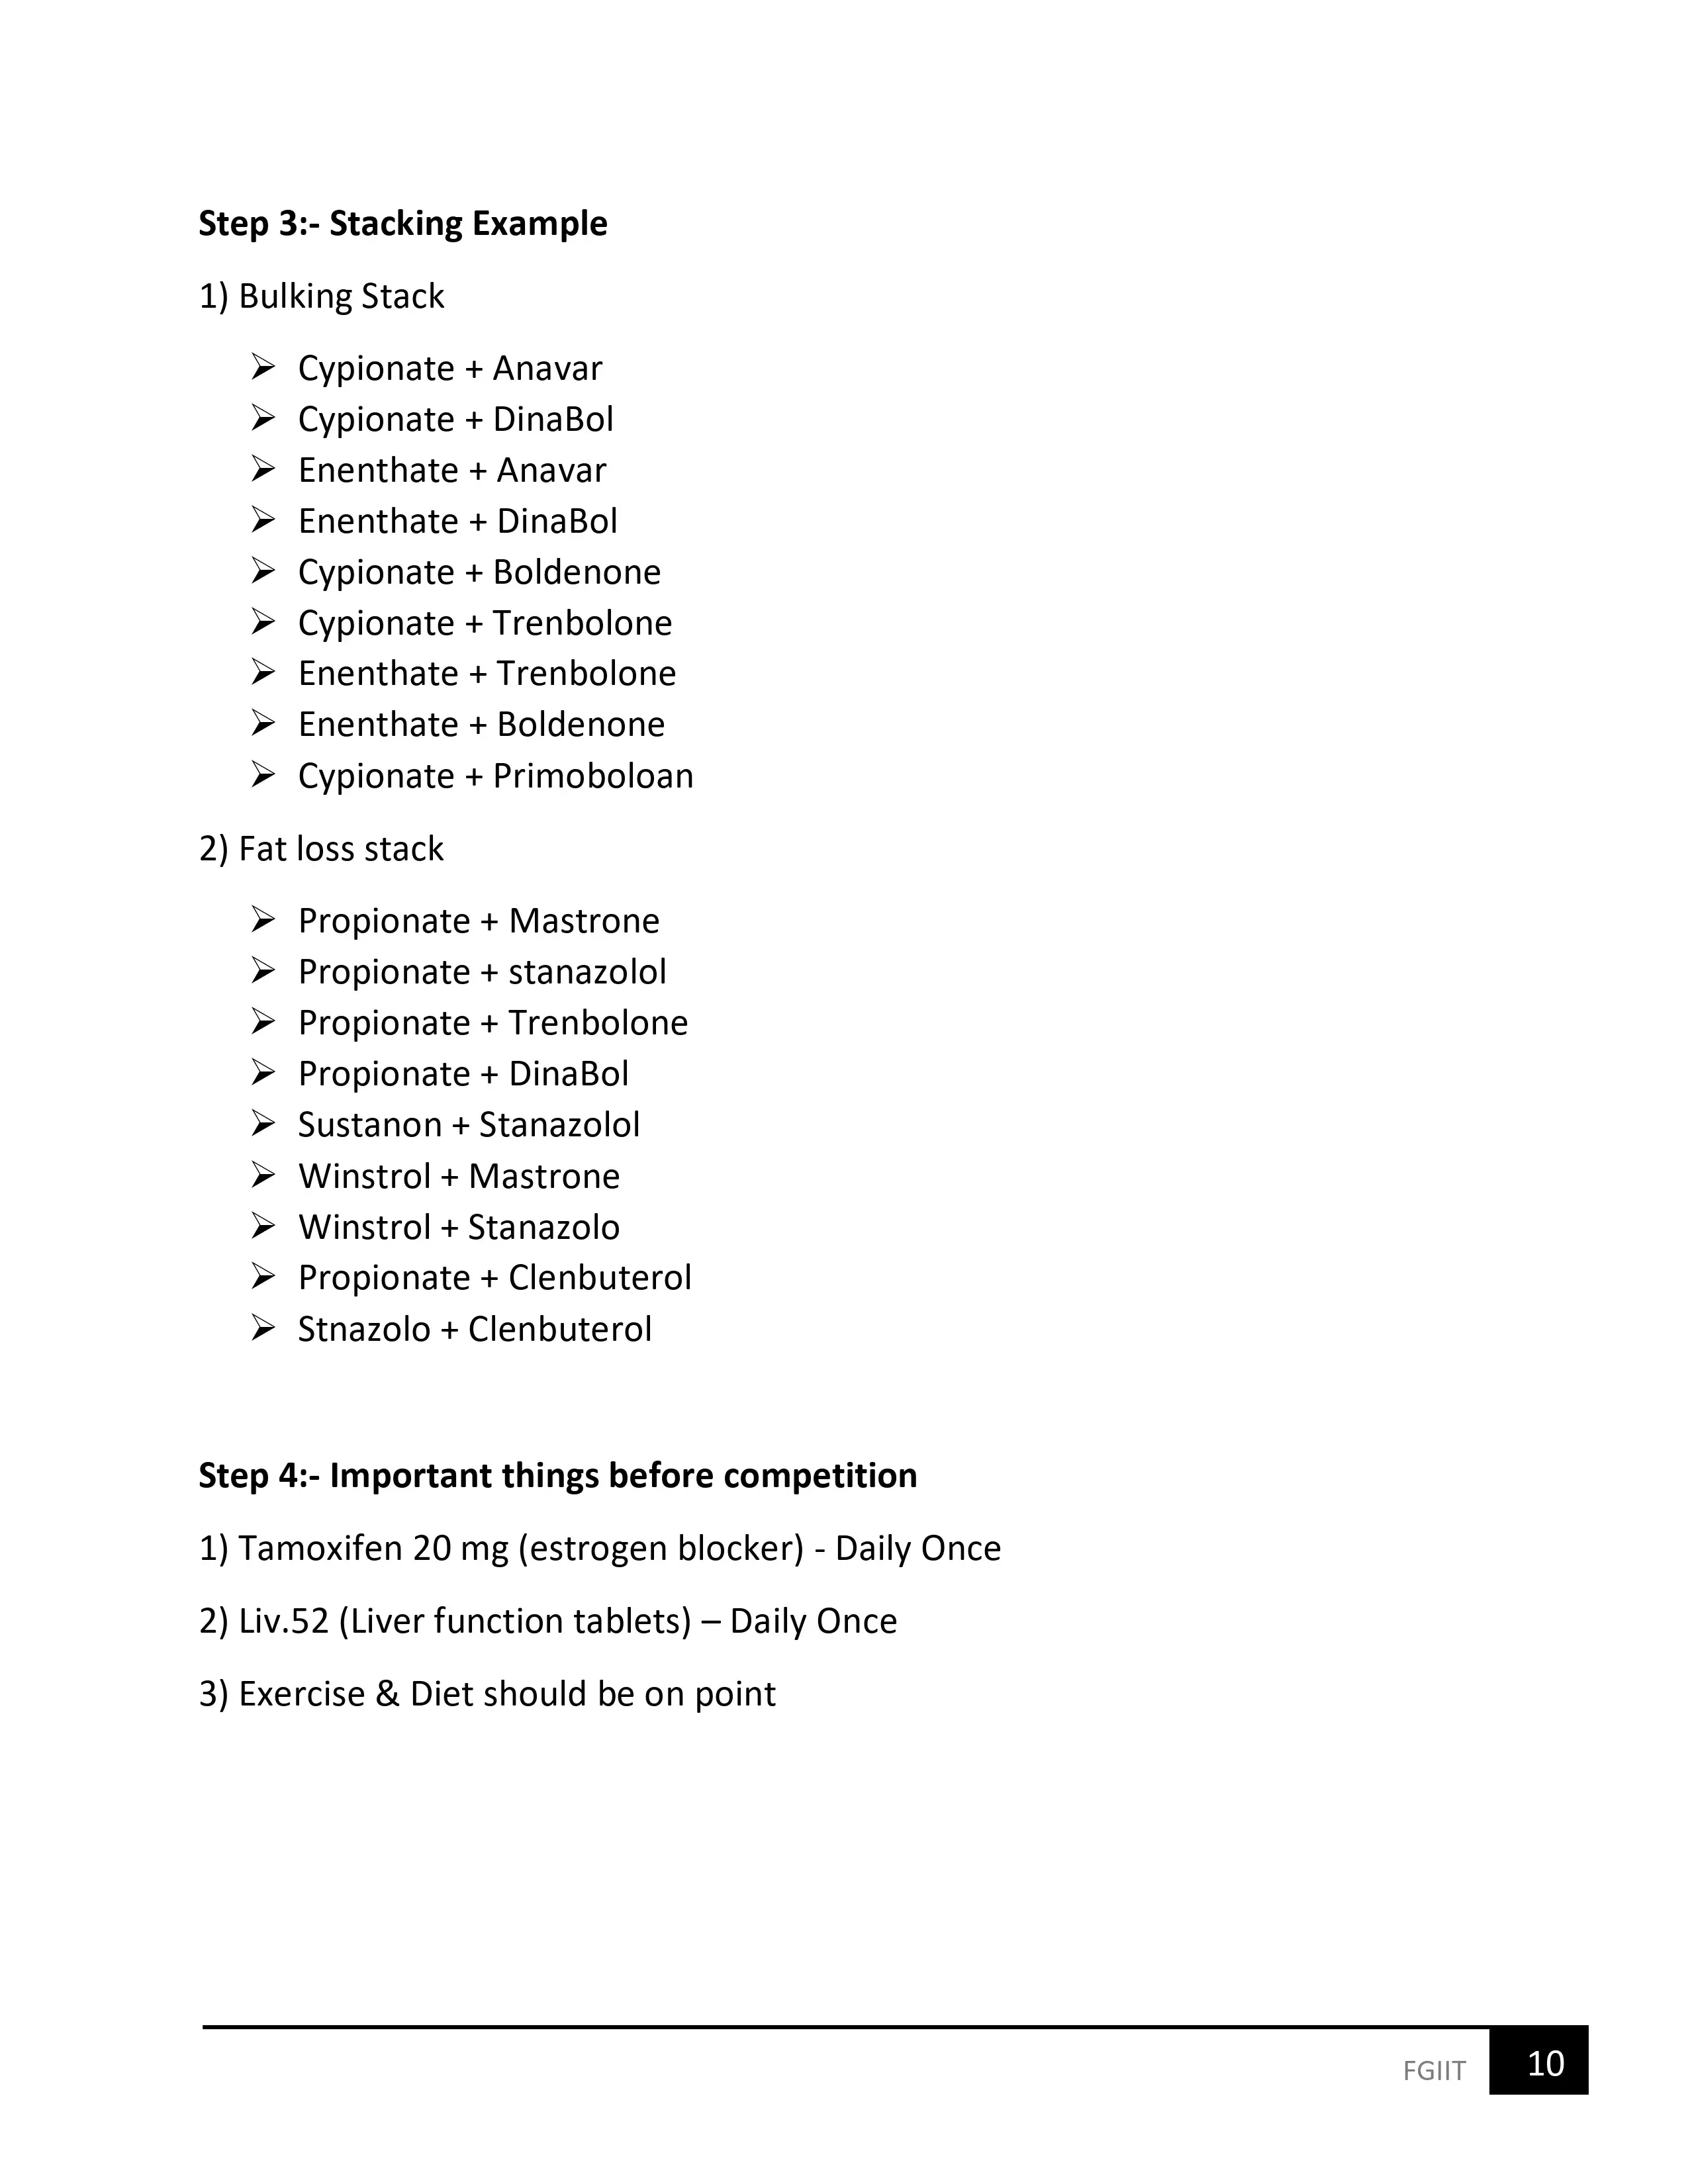 Step 3:- Stacking Example
1) Bulking Stack
➢ Cypionate + Anavar
➢ Cypionate + DinaBol
➢ Enenthate + Anavar
➢ Enenthate + DinaBol
➢ Cypionate + Boldenone
➢ Cypionate + Trenbolone
➢ Enenthate + Trenbolone
➢ Enenthate + Boldenone
➢ Cypionate + Primoboloan
2) Fat loss stack
➢ Propionate + Mastrone
➢ Propionate + stanazolol
➢ Propionate + Trenbolone
➢ Propionate + DinaBol
➢ Sustanon + Stanazolol
➢ Winstrol + Mastrone
➢ Winstrol + Stanazolo
➢ Propionate + Clenbuterol
➢ Stnazolo + Clenbuterol
Step 4:- Important things before competition
1) Tamoxifen 20 mg (estrogen blocker) - Daily Once
2) Liv.52 (Liver function tablets) – Daily Once
3) Exercise & Diet should be on point
FGIIT 10